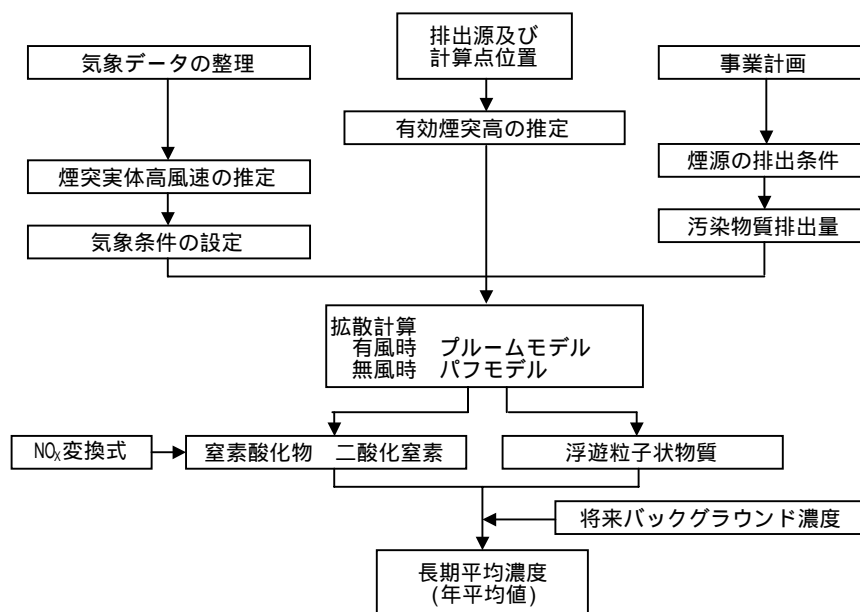 気象データの整理
排出源及び
計算点位置
事業計画
有効煙突高の推定
煙突実体高風速の推定
煙源の排出条件
気象条件の設定
汚染物質排出量
拡散計算
有風時　プルームモデル
無風時　パフモデル
NOX変換式
窒素酸化物　二酸化窒素
浮遊粒子状物質
将来バックグラウンド濃度
長期平均濃度
(年平均値)